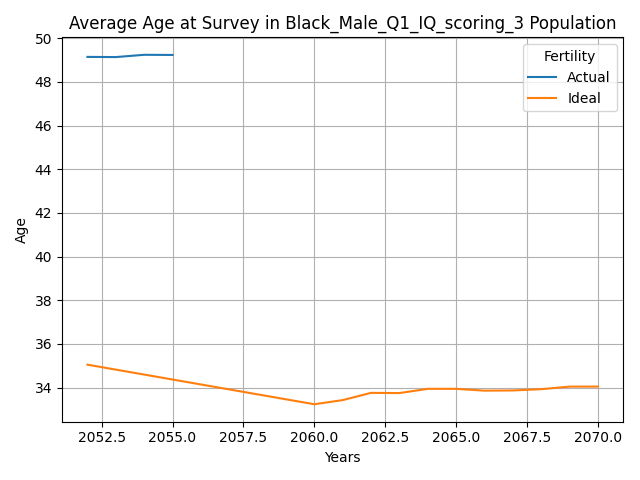 Average Age at Survey in Black_Male_Q1_IQ_scoring_3 Population
Fertility
Actual
Ideal
50
48
46
44
42
40
38
36
34
Age
2052.5
2055.0
2057.5
2060.0
2062.5
2065.0
2067.5
2070.0
Years